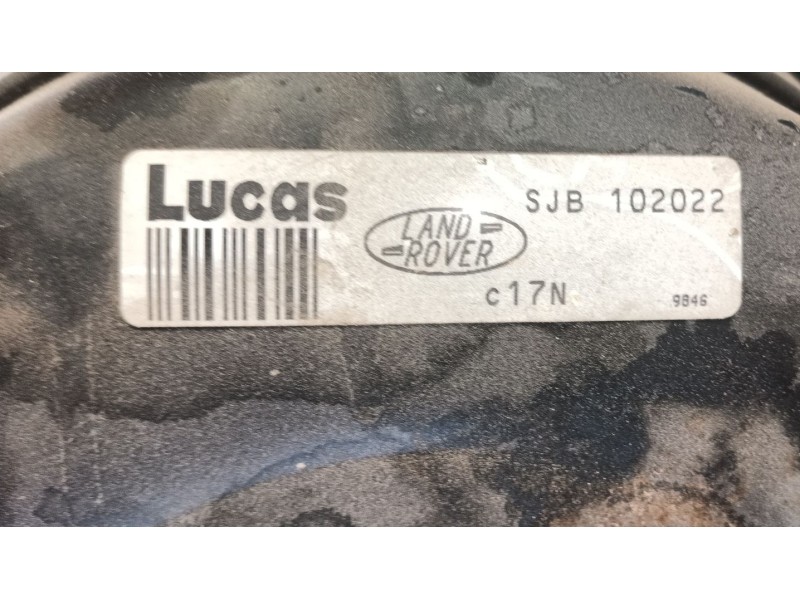 Lucas
LAND
ROVER
SJB 102022
c17N
9846